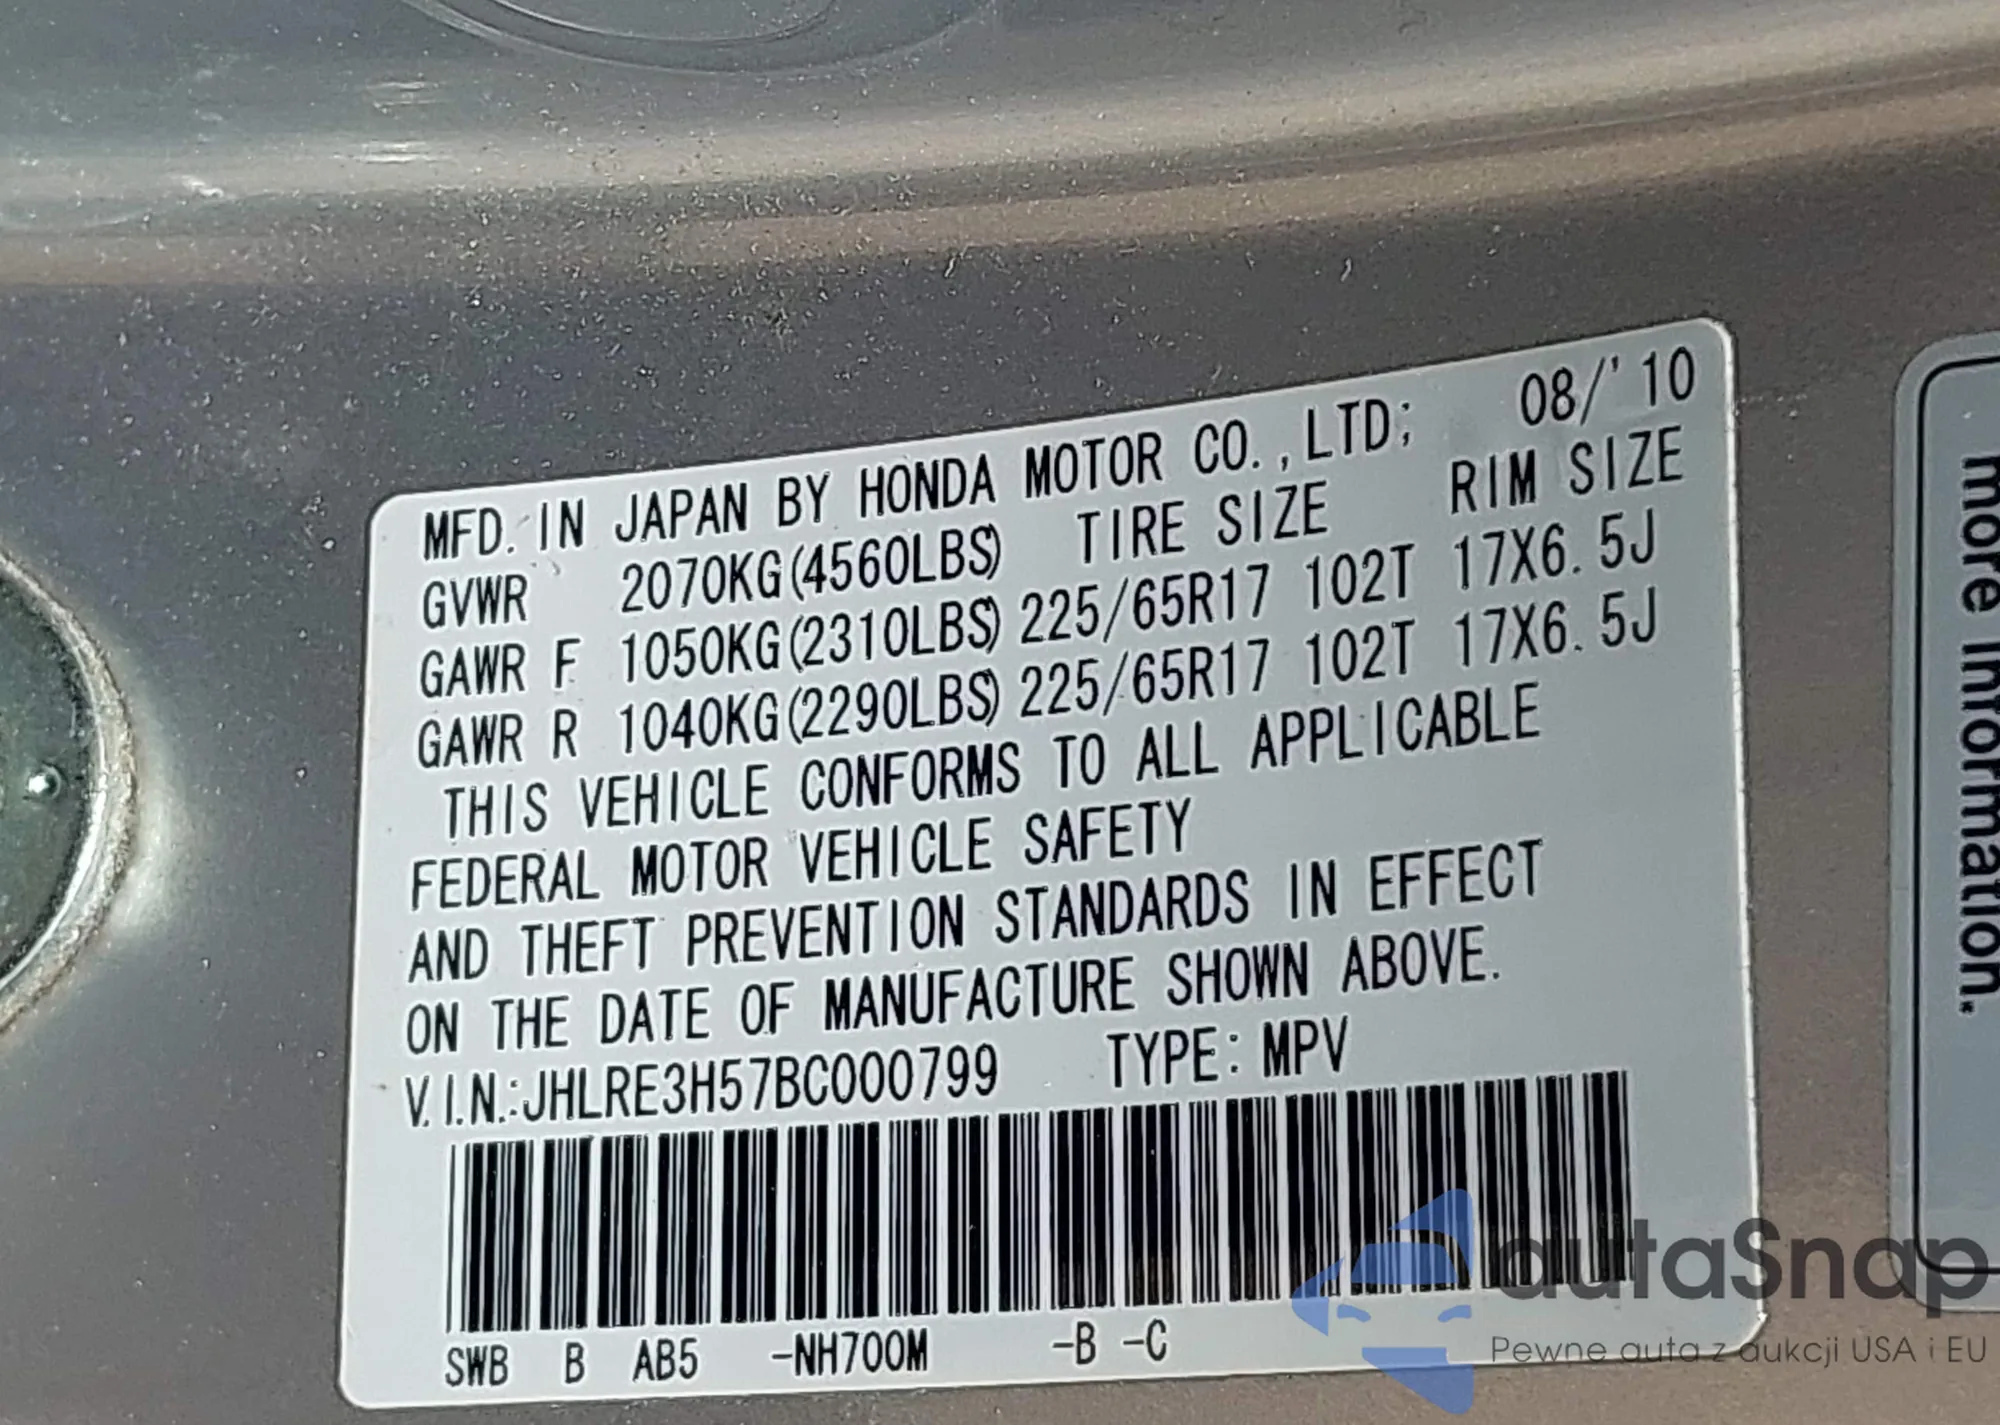 MFD. IN JAPAN BY HONDA MOTOR CO.,LTD; 08/'10
GVWR 2070KG(4560LBS) TIRE SIZE RIM SIZE
GAWR F 1050KG(2310LBS) 225/65R17 102T 17X6.5J
GAWR R 1040KG(2290LBS) 225/65R17 102T 17X6.5J
THIS VEHICLE CONFORMS TO ALL APPLICABLE
FEDERAL MOTOR VEHICLE SAFETY
AND THEFT PREVENTION STANDARDS IN EFFECT
ON THE DATE OF MANUFACTURE SHOWN ABOVE.
V.I.N.:JHLRE3H57BC000799 TYPE: MPV
SWB B AB5 -NH700M -B -C
more information.
autaSnap
Pewne auta z aukcji USA i EU